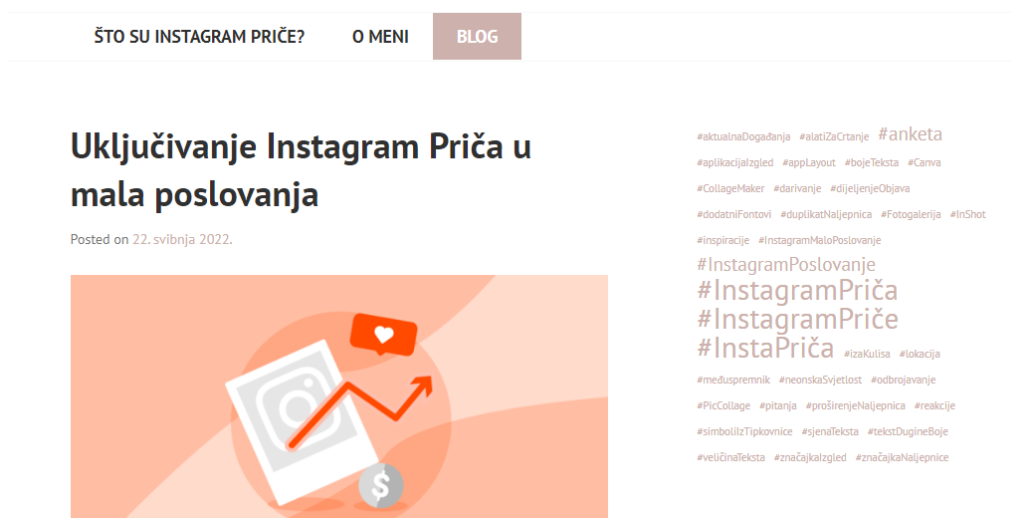 ŠTO SU INSTAGRAM PRIČE? O MENI BLOG
Uključivanje Instagram Priča u
mala poslovanja
Posted on 22. svibnja 2022.
$
#aktualnaDogađanja #alatiZaCrtanje #anketa
#aplikacijaIzgled #appLayout #bojeTeksta #Canva
#CollageMaker #darivanje #dijeljenjeObjava
#dodatniFontovi #duplikatNaljepnica #Fotogalerija #InShot
#inspiracije #InstagramMaloPoslovanje
#InstagramPoslovanje
#InstagramPriča
#InstagramPriče
#InstaPriča #izaKulisa #lokacija
#međuspremnik #neonskaSvjetlost #odbrojavanje
#PicCollage #pitanja #proširenjeNaljepnica #reakcije
#simboliIzTipkovnice #sjenaTeksta #tekstDugineBoje
#veličinaTeksta #značajkaIzgled #značajkaNaljepnice